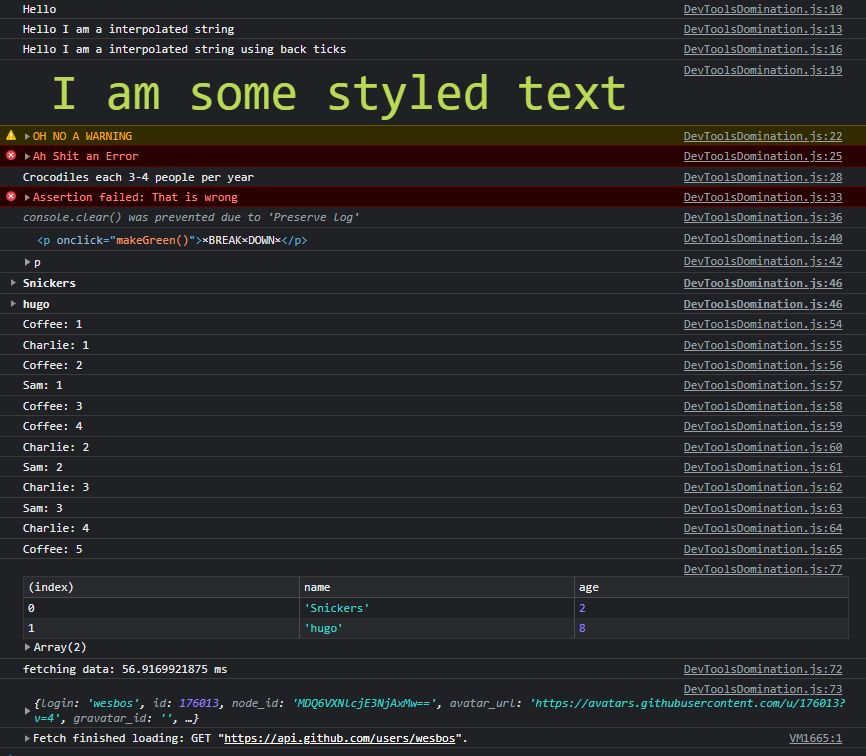 Hello DevToolsDomination.js:10
Hello I am a interpolated string DevToolsDomination.js:13
Hello I am a interpolated string using back ticks DevToolsDomination.js:16
I am some styled text DevToolsDomination.js:19
OH NO A WARNING DevToolsDomination.js:22
Ah Shit an Error DevToolsDomination.js:25
Crocodiles each 3-4 people per year DevToolsDomination.js:28
Assertion failed: That is wrong DevToolsDomination.js:33
console.clear() was prevented due to 'Preserve log' DevToolsDomination.js:36
<p onclick="makeGreen()">×BREAK×DOWN×</p> DevToolsDomination.js:40
p DevToolsDomination.js:42
Snickers DevToolsDomination.js:46
hugo DevToolsDomination.js:46
Coffee: 1 DevToolsDomination.js:54
Charlie: 1 DevToolsDomination.js:55
Coffee: 2 DevToolsDomination.js:56
Sam: 1 DevToolsDomination.js:57
Coffee: 3 DevToolsDomination.js:58
Coffee: 4 DevToolsDomination.js:59
Charlie: 2 DevToolsDomination.js:60
Sam: 2 DevToolsDomination.js:61
Charlie: 3 DevToolsDomination.js:62
Sam: 3 DevToolsDomination.js:63
Charlie: 4 DevToolsDomination.js:64
Coffee: 5 DevToolsDomination.js:65
DevToolsDomination.js:77
(index) name age
0 'Snickers' 2
1 'hugo' 8
Array(2)
fetching data: 56.9169921875 ms DevToolsDomination.js:72
DevToolsDomination.js:73
{login: 'wesbos', id: 176013, node_id: 'MDQ6VXNlcjE3NjAxMw==', avatar_url: 'https://avatars.githubusercontent.com/u/176013?
v=4', gravatar_id: '', …}
Fetch finished loading: GET "https://api.github.com/users/wesbos". VM1665:1